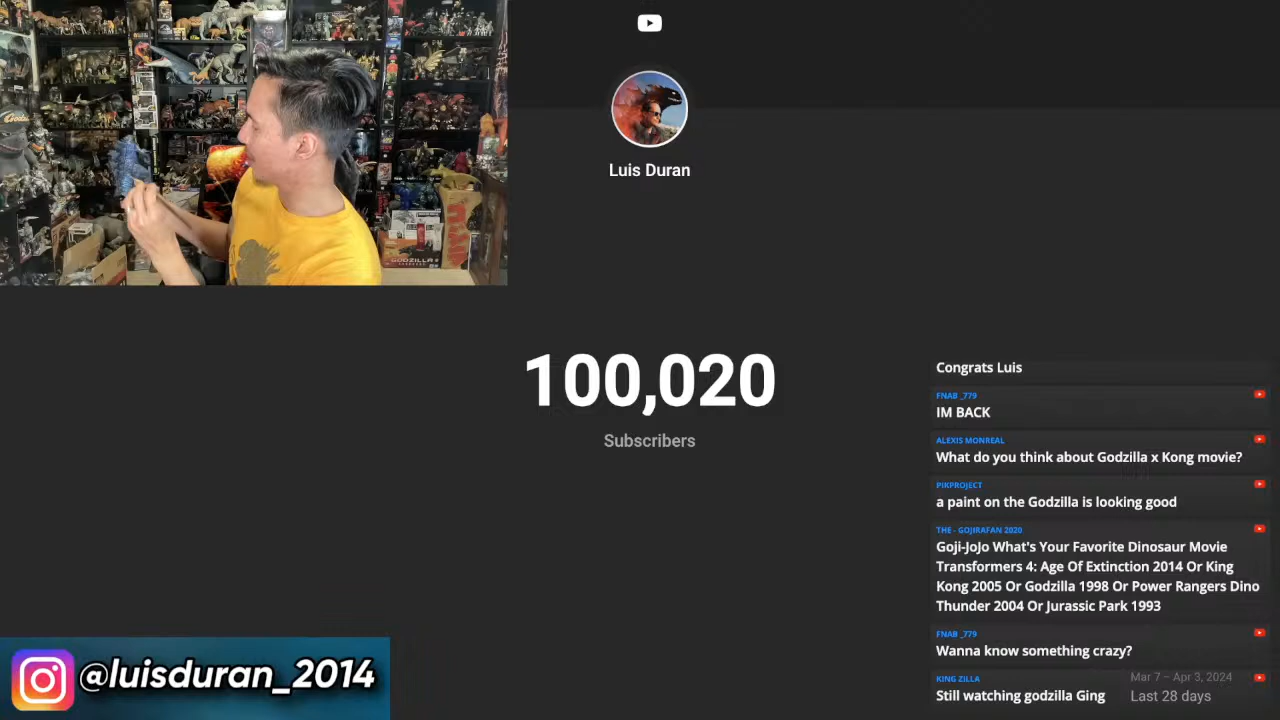 Luis Duran
GODZILLA
100,020
Subscribers
Congrats Luis
FNAB _779
IM BACK
ALEXIS MONREAL
What do you think about Godzilla x Kong movie?
PIKPROJECT
a paint on the Godzilla is looking good
THE - GOJIRAFAN 2020
Goji-JoJo What's Your Favorite Dinosaur Movie
Transformers 4: Age Of Extinction 2014 Or King
Kong 2005 Or Godzilla 1998 Or Power Rangers Dino
Thunder 2004 Or Jurassic Park 1993
FNAB _779
Wanna know something crazy?
KING ZILLA
Still watching godzilla Ging
Mar 7 – Apr 3, 2024
Last 28 days
@luisduran_2014